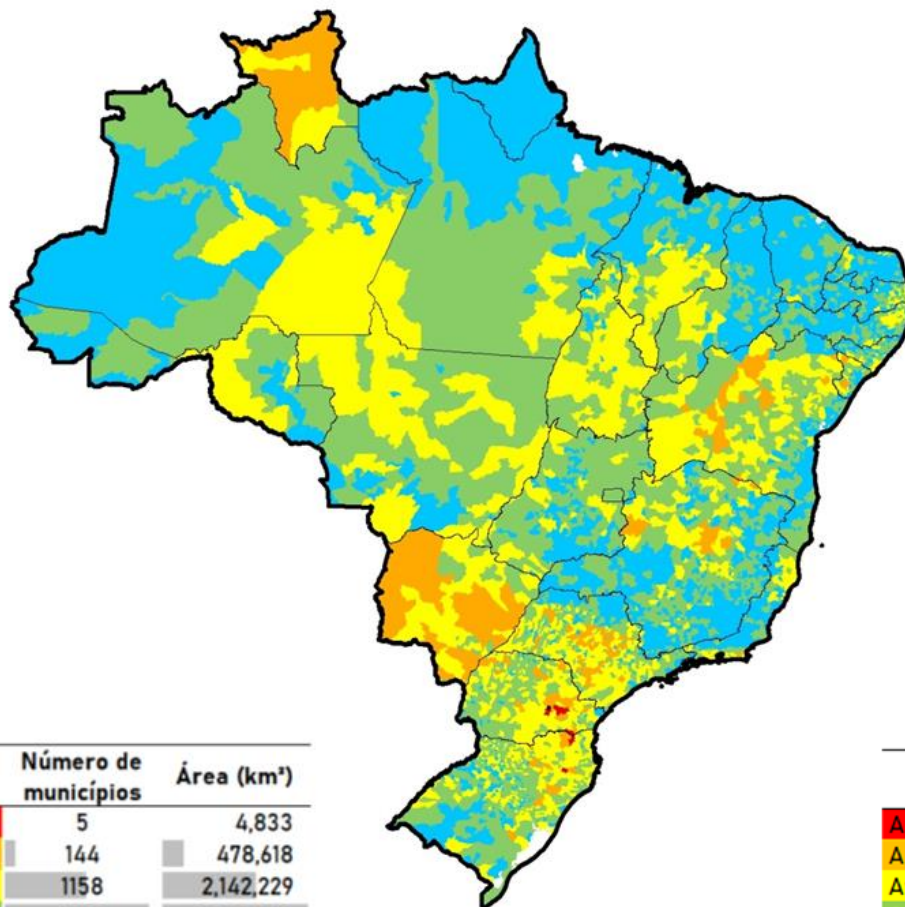 Número de
municípios
Área (km²)
5 4,833
144 478,618
1158 2,142,229
A
A
A